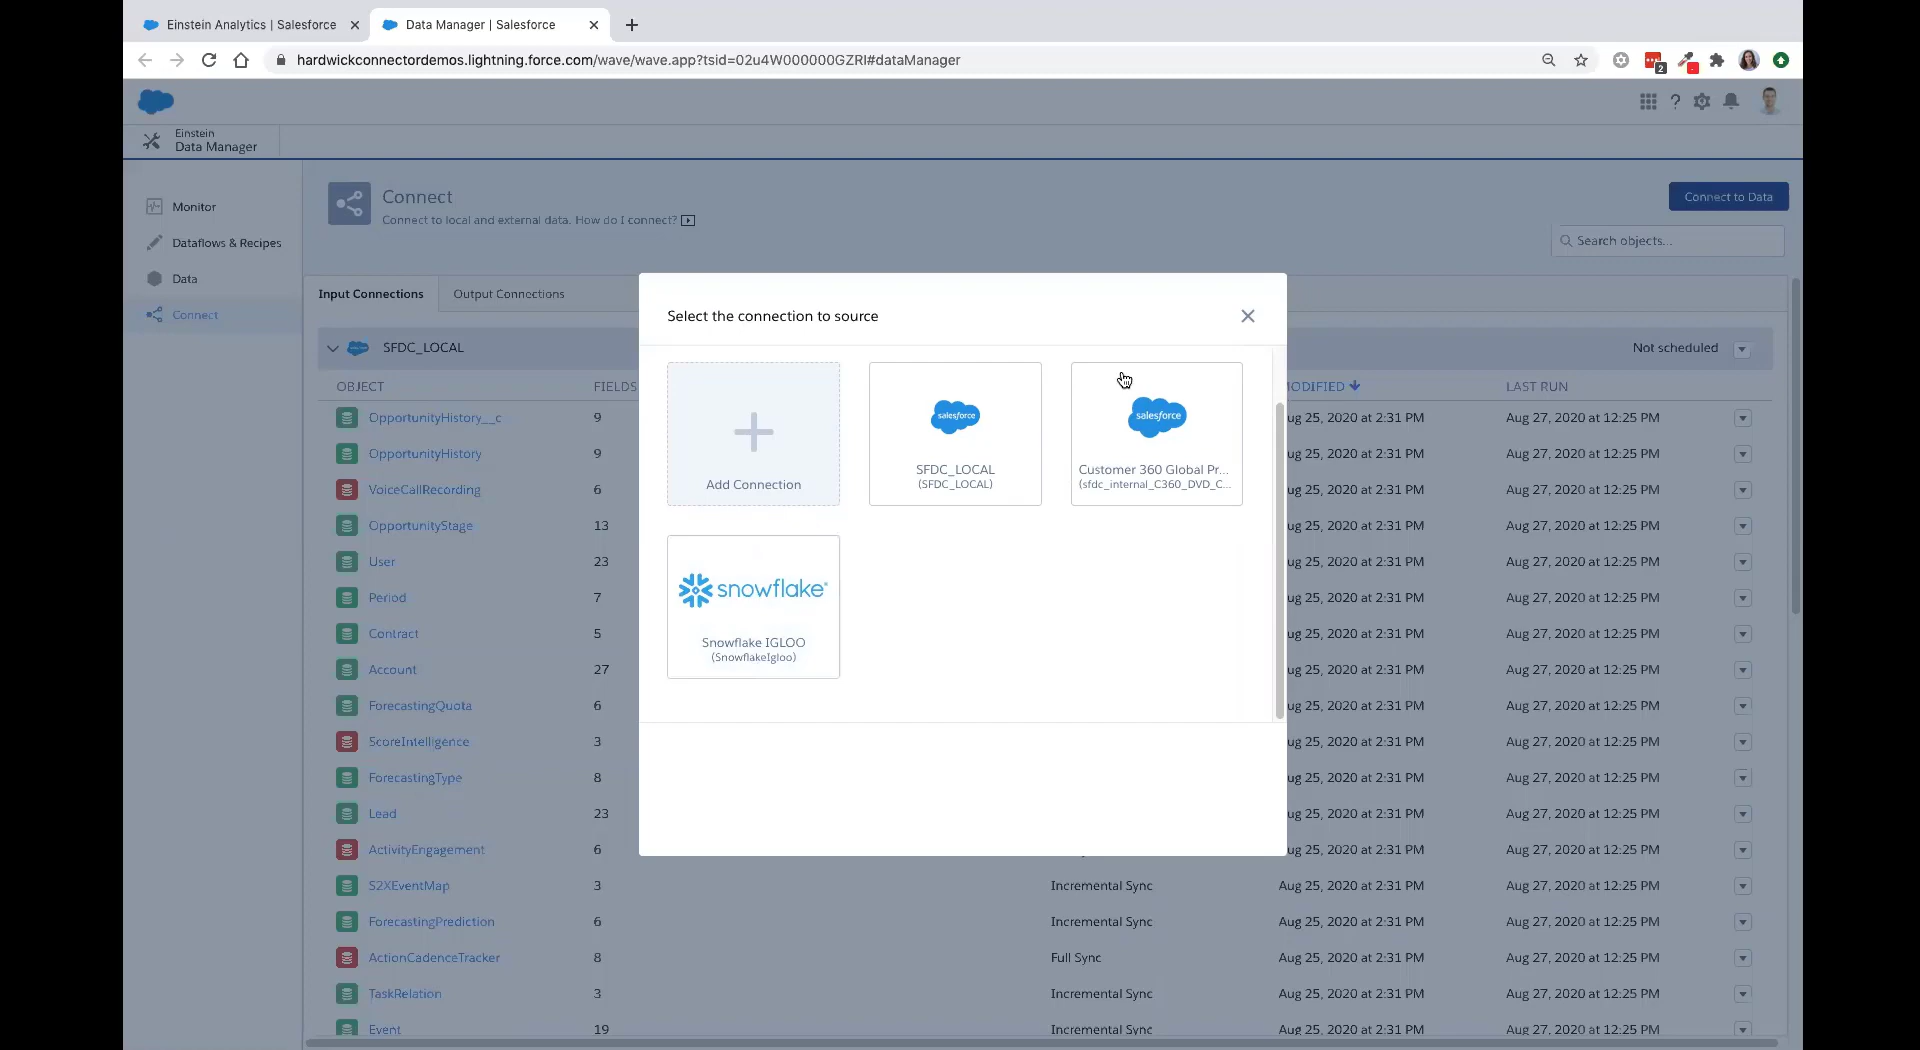 Einstein Analytics | Salesforce
Data Manager | Salesforce
hardwickconnectordemos.lightning.force.com/wave/wave.app?tsid=02u4W000000GZRI#dataManager
2
Einstein
Data Manager
Monitor
Dataflows & Recipes
Data
Connect
Connect
Connect to local and external data. How do I connect?
Connect to Data
Search objects...
Input Connections
Output Connections
SFDC_LOCAL
Not scheduled
OBJECT
FIELDS
MODIFIED
LAST RUN
OpportunityHistory__c 9 ug 25, 2020 at 2:31 PM Aug 27, 2020 at 12:25 PM
OpportunityHistory 9 ug 25, 2020 at 2:31 PM Aug 27, 2020 at 12:25 PM
VoiceCallRecording 6 ug 25, 2020 at 2:31 PM Aug 27, 2020 at 12:25 PM
OpportunityStage 13 ug 25, 2020 at 2:31 PM Aug 27, 2020 at 12:25 PM
User 23 ug 25, 2020 at 2:31 PM Aug 27, 2020 at 12:25 PM
Period 7 ug 25, 2020 at 2:31 PM Aug 27, 2020 at 12:25 PM
Contract 5 ug 25, 2020 at 2:31 PM Aug 27, 2020 at 12:25 PM
Account 27 ug 25, 2020 at 2:31 PM Aug 27, 2020 at 12:25 PM
ForecastingQuota 6 ug 25, 2020 at 2:31 PM Aug 27, 2020 at 12:25 PM
ScoreIntelligence 3 ug 25, 2020 at 2:31 PM Aug 27, 2020 at 12:25 PM
ForecastingType 8 ug 25, 2020 at 2:31 PM Aug 27, 2020 at 12:25 PM
Lead 23 ug 25, 2020 at 2:31 PM Aug 27, 2020 at 12:25 PM
ActivityEngagement 6 ug 25, 2020 at 2:31 PM Aug 27, 2020 at 12:25 PM
S2XEventMap 3 Incremental Sync Aug 25, 2020 at 2:31 PM Aug 27, 2020 at 12:25 PM
ForecastingPrediction 6 Incremental Sync Aug 25, 2020 at 2:31 PM Aug 27, 2020 at 12:25 PM
ActionCadenceTracker 8 Full Sync Aug 25, 2020 at 2:31 PM Aug 27, 2020 at 12:25 PM
TaskRelation 3 Incremental Sync Aug 25, 2020 at 2:31 PM Aug 27, 2020 at 12:25 PM
Event 19 Incremental Sync Aug 25, 2020 at 2:31 PM Aug 27, 2020 at 12:25 PM
Select the connection to source
Add Connection
salesforce
SFDC_LOCAL
(SFDC_LOCAL)
salesforce
Customer 360 Global Pr...
(sfdc_internal_C360_DVD_C...
snowflake
Snowflake IGLOO
(SnowflakeIgloo)